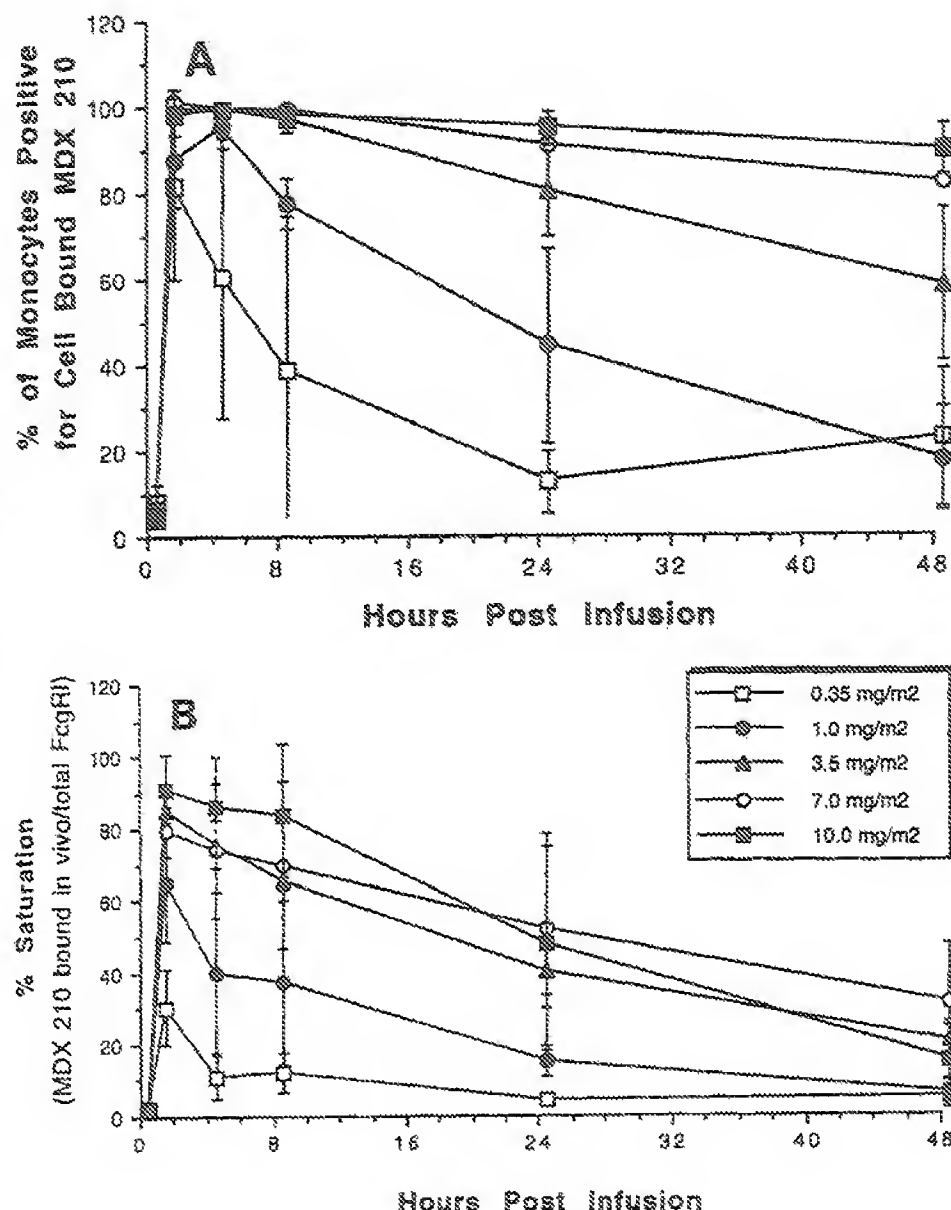 A
% of Monocytes Positive
for Cell Bound MDX 210
120
100
80
60
40
20
0
0 8 16 24 32 40 48
Hours Post Infusion
B
% Saturation
(MDX 210 bound in vivo/total FcgRI)
120
100
80
60
40
20
0
0 8 16 24 32 40 48
Hours Post Infusion
0.35 mg/m2
1.0 mg/m2
3.5 mg/m2
7.0 mg/m2
10.0 mg/m2